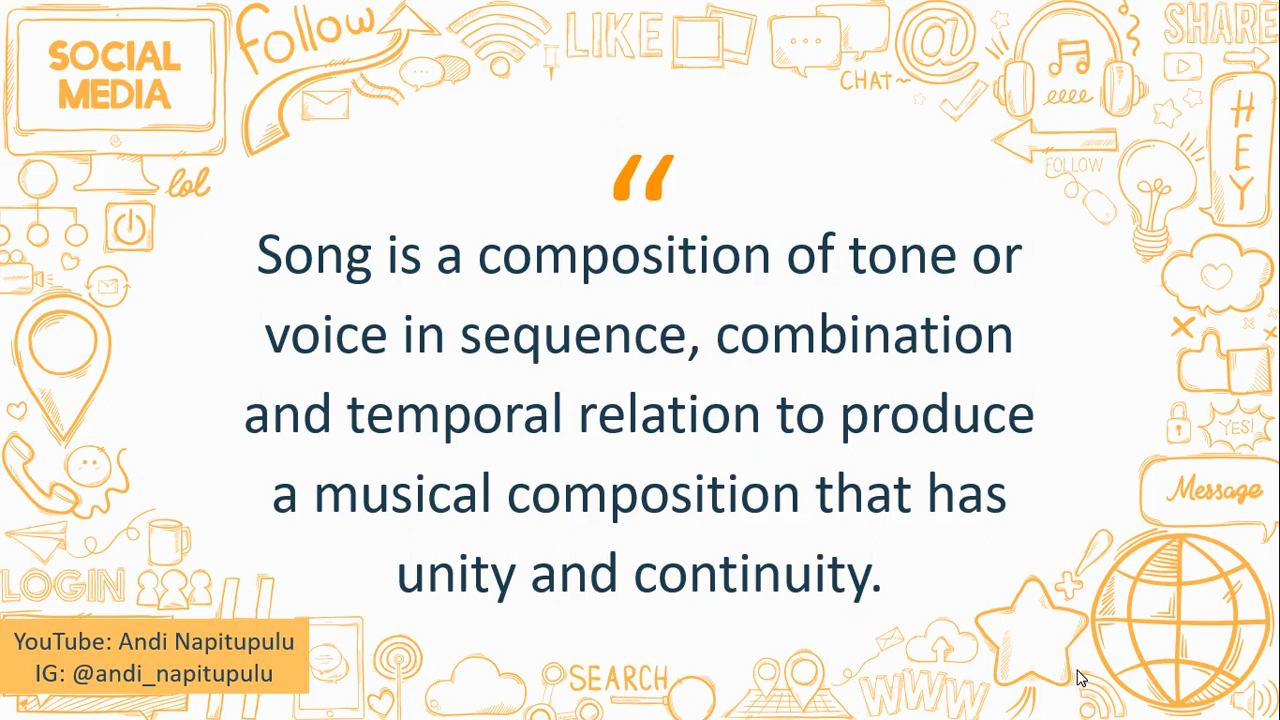 SOCIAL
MEDIA
Follow
LIKE
CHAT~
@
SHARE
HEY
FOLLOW
lol
“
Song is a composition of tone or
voice in sequence, combination
and temporal relation to produce
a musical composition that has
unity and continuity.
YES!
Message
LOGIN
YouTube: Andi Napitupulu
IG: @andi_napitupulu
SEARCH
WWW